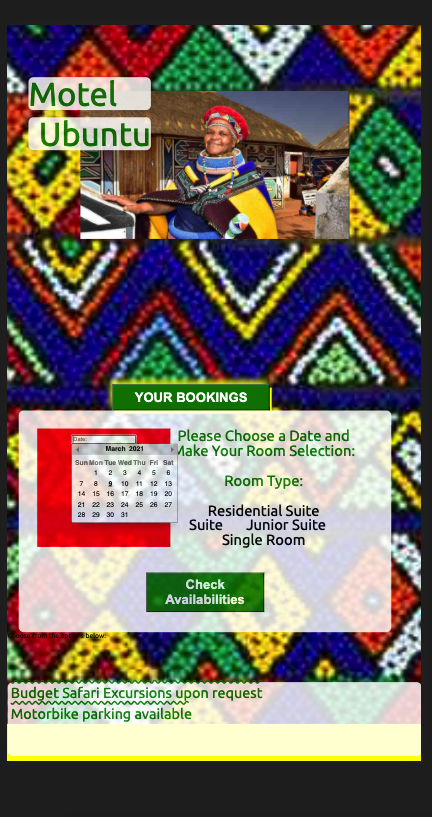 Motel
Ubuntu
YOUR BOOKINGS
Please Choose a Date and
Make Your Room Selection:
Date:
March 2021
Sun Mon Tue Wed Thu Fri Sat
1 2 3 4 5 6
7 8 9 10 11 12 13
14 15 16 17 18 19 20
21 22 23 24 25 26 27
28 29 30 31
Room Type:
Residential Suite
Suite Junior Suite
Single Room
Check
Availabilities
from the options below:
Budget Safari Excursions upon request
Motorbike parking available